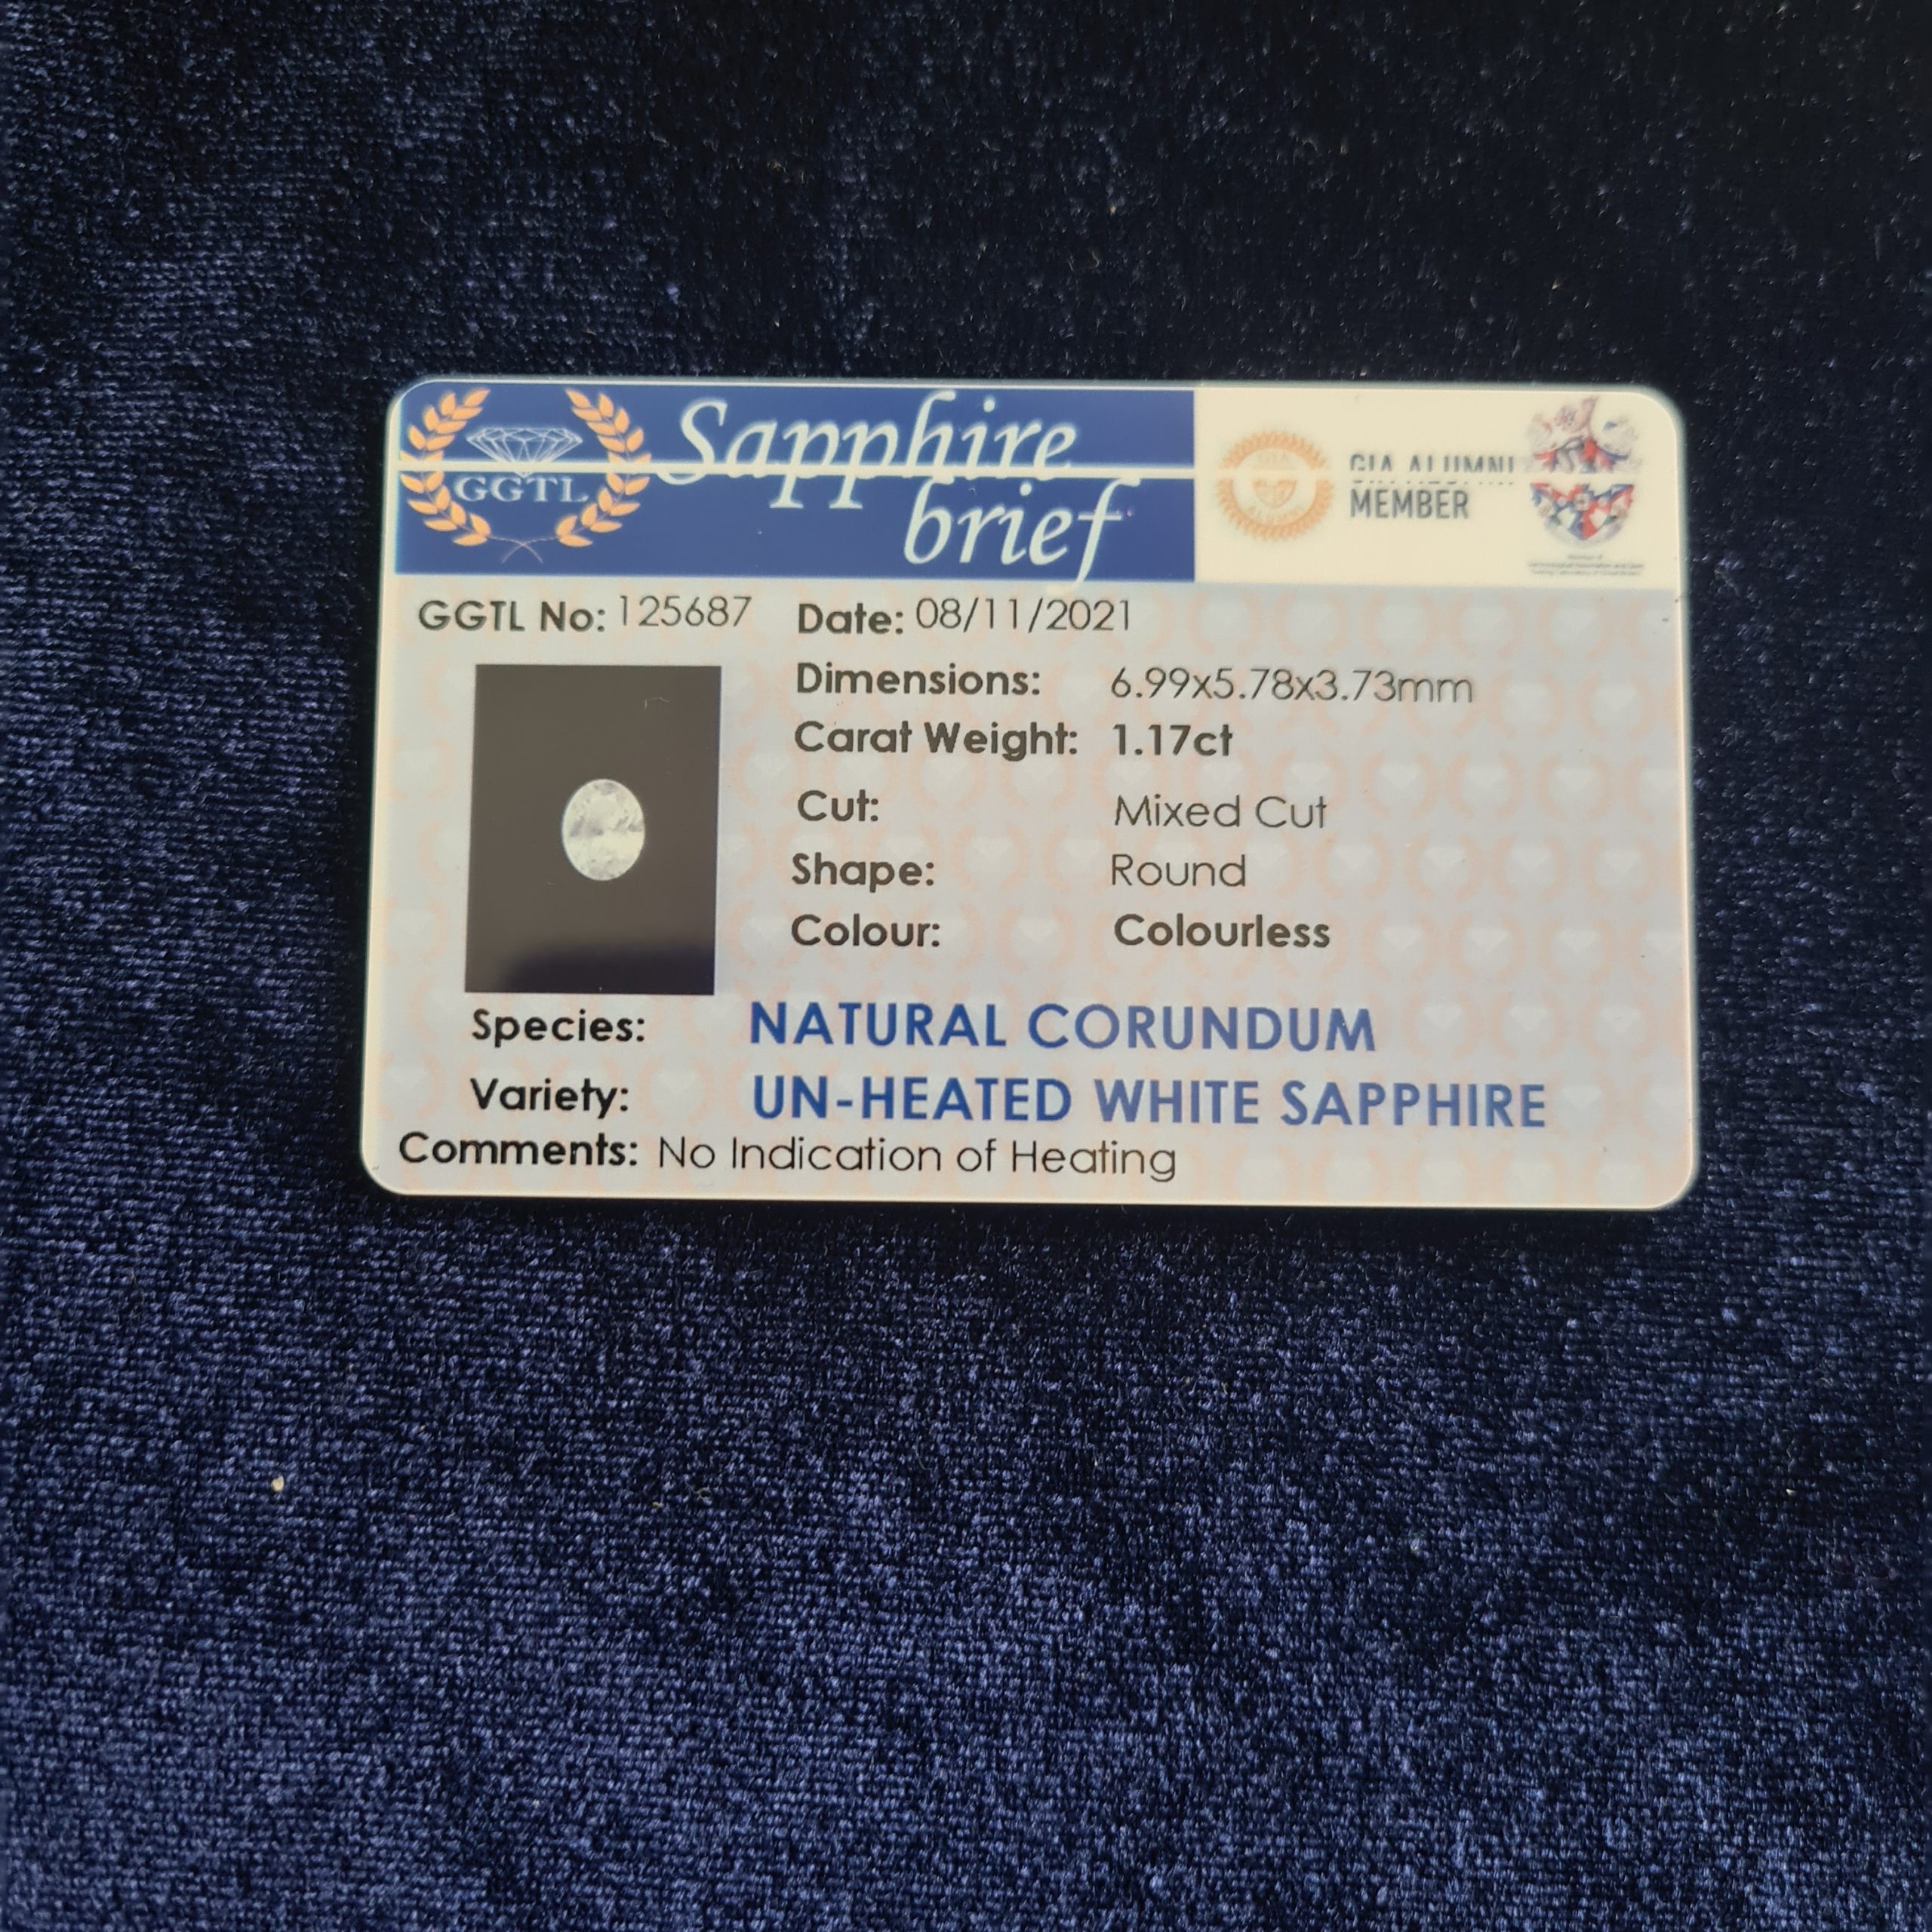 Sapphire
brief
GGTL
GIA ALUMNI
MEMBER
GGTL No: 125687 Date: 08/11/2021
Dimensions: 6.99x5.78x3.73mm
Carat Weight: 1.17ct
Cut: Mixed Cut
Shape: Round
Colour: Colourless
Species: NATURAL CORUNDUM
Variety: UN-HEATED WHITE SAPPHIRE
Comments: No Indication of Heating